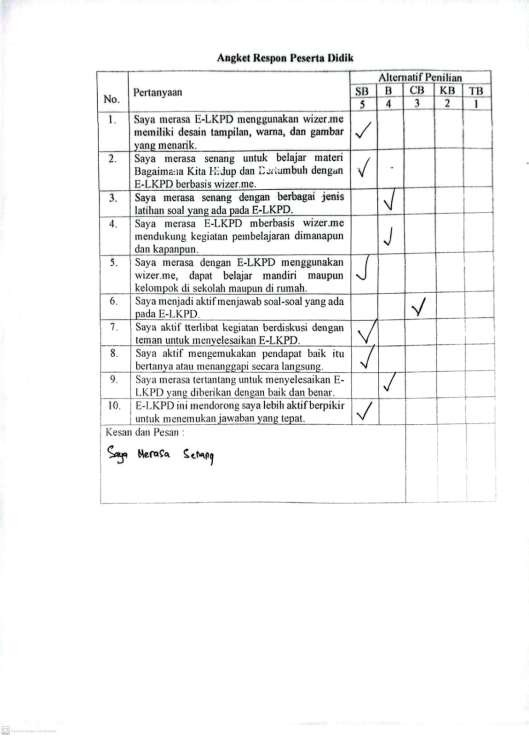 Angket Respon Peserta Didik
No.
Pertanyaan
Alternatif Penilian
SB B CB KB TB
5 4 3 2 1
1. Saya merasa E-LKPD menggunakan wizer.me
memiliki desain tampilan, warna, dan gambar
yang menarik. ✓
2. Saya merasa senang untuk belajar materi
Bagaimana Kita Hidup dan Bertumbuh dengan
E-LKPD berbasis wizer.me. ✓
3. Saya merasa senang dengan berbagai jenis
latihan soal yang ada pada E-LKPD. ✓
4. Saya merasa E-LKPD mberbasis wizer.me
mendukung kegiatan pembelajaran dimanapun
dan kapanpun. ✓
5. Saya merasa dengan E-LKPD menggunakan
wizer.me, dapat belajar mandiri maupun
kelompok di sekolah maupun di rumah. ✓
6. Saya menjadi aktif menjawab soal-soal yang ada
pada E-LKPD. ✓
7. Saya aktif tterlibat kegiatan berdiskusi dengan
teman untuk menyelesaikan E-LKPD. ✓
8. Saya aktif mengemukakan pendapat baik itu
bertanya atau menanggapi secara langsung. ✓
9. Saya merasa tertantang untuk menyelesaikan E-
LKPD yang diberikan dengan baik dan benar. ✓
10. E-LKPD ini mendorong saya lebih aktif berpikir
untuk menemukan jawaban yang tepat. ✓
Kesan dan Pesan :
Saya Merasa Senang